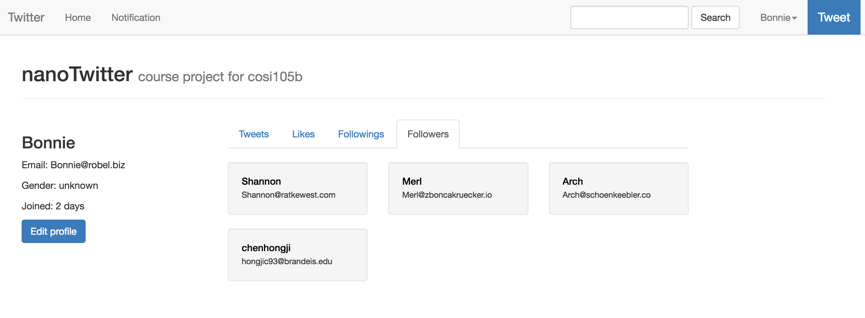 Twitter Home Notification Search Bonnie Tweet
nanoTwitter course project for cosi105b
Bonnie
Email: Bonnie@robel.biz
Gender: unknown
Joined: 2 days
Edit profile
Tweets Likes Followings Followers
Shannon
Shannon@ratkewest.com
Merl
Merl@zboncakruecker.io
Arch
Arch@schoenkeebler.co
chenhongji
hongjic93@brandeis.edu